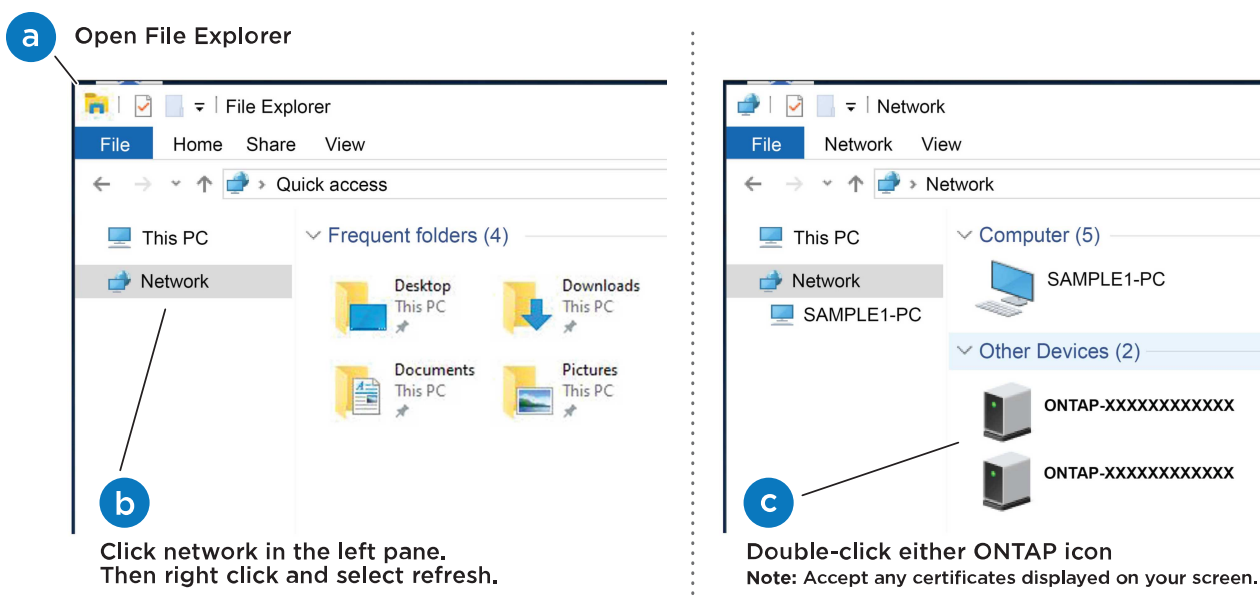 a
Open File Explorer
File Explorer
File Home Share View
Quick access
This PC
Network
Frequent folders (4)
Desktop
This PC
Downloads
This PC
Documents
This PC
Pictures
This PC
b
Click network in the left pane.
Then right click and select refresh.
Network
File Network View
Network
This PC
Network
SAMPLE1-PC
Computer (5)
SAMPLE1-PC
Other Devices (2)
ONTAP-XXXXXXXXXXXX
ONTAP-XXXXXXXXXXXX
c
Double-click either ONTAP icon
Note: Accept any certificates displayed on your screen.